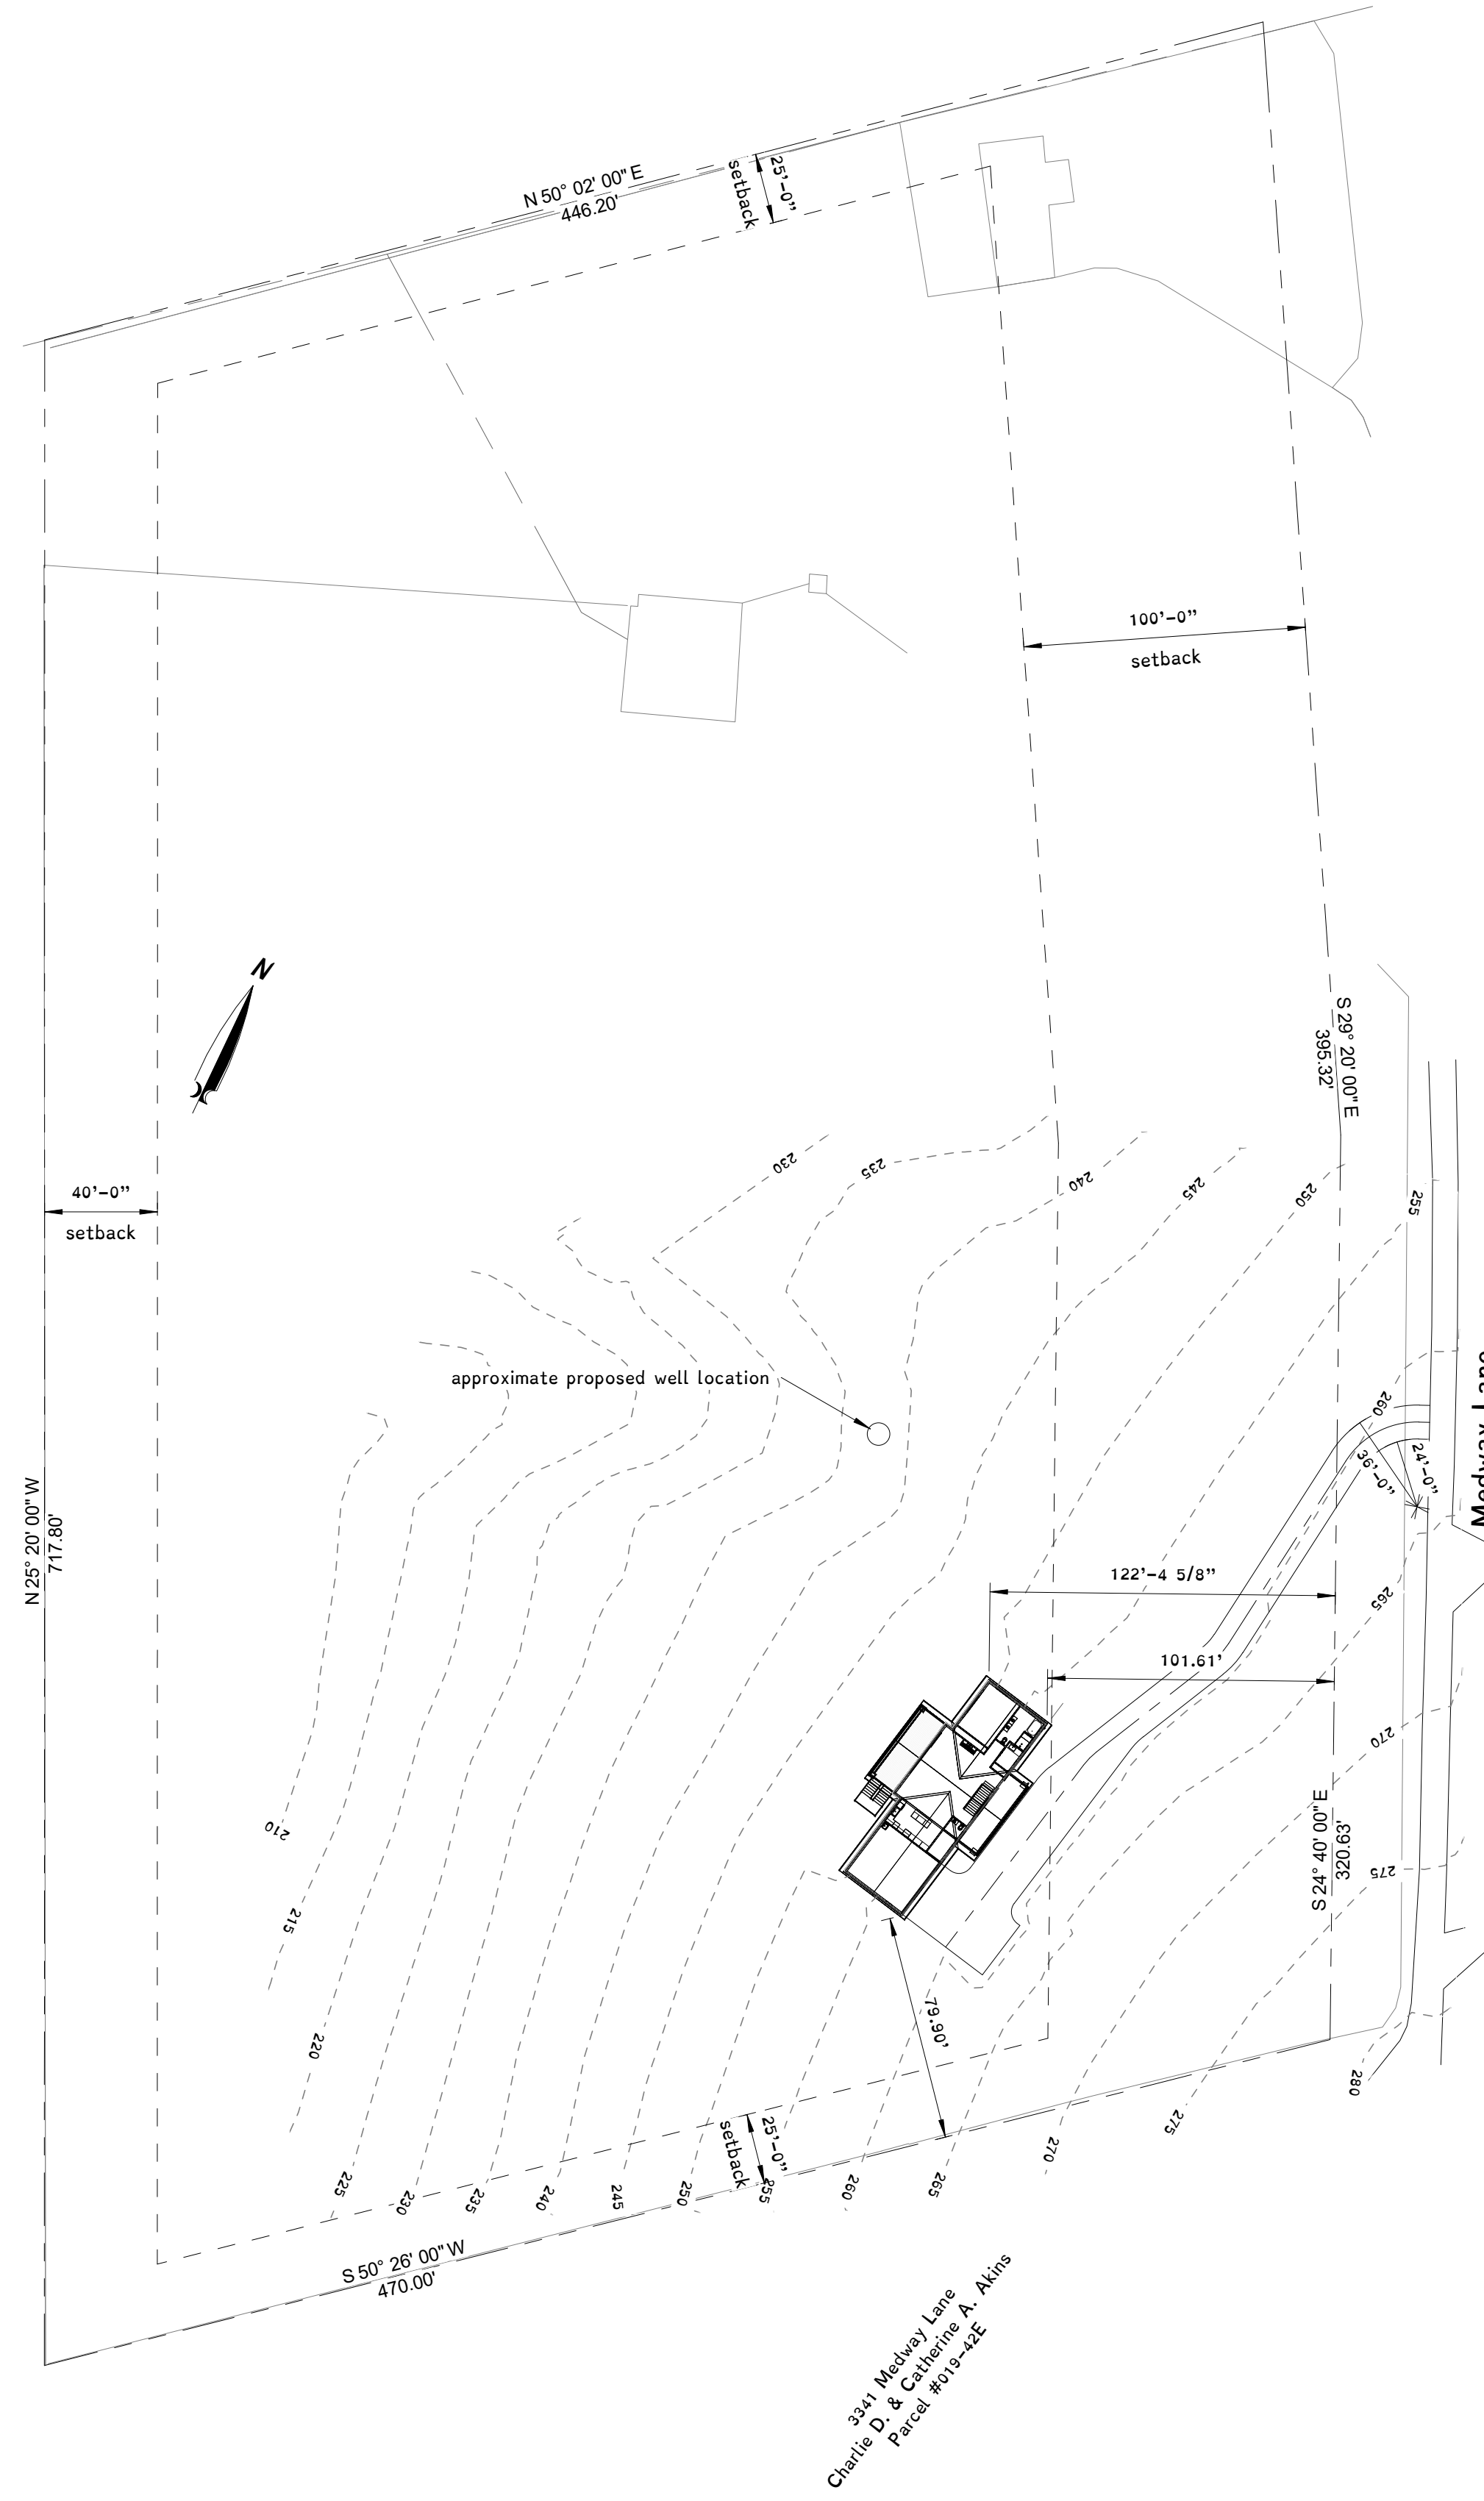 N 50° 02' 00" E
446.20'
25'-0"
setback
100'-0"
setback
N
S 29° 20' 00" E
395.32'
230
235
240
245
250
255
40'-0"
setback
approximate proposed well location
260
24'-0"
36'-0"
Medway Lane
N 25° 20' 00" W
717.80'
122'-4 5/8"
265
101.61'
270
210
S 24° 40' 00" E
320.63'
275
215
79.90'
220
280
25'-0"
setback
275
270
225
230
235
240
245
250
255
260
265
S 50° 26' 00" W
470.00'
3341 Medway Lane
Charlie D. & Catherine A. Akins
Parcel #019-42E